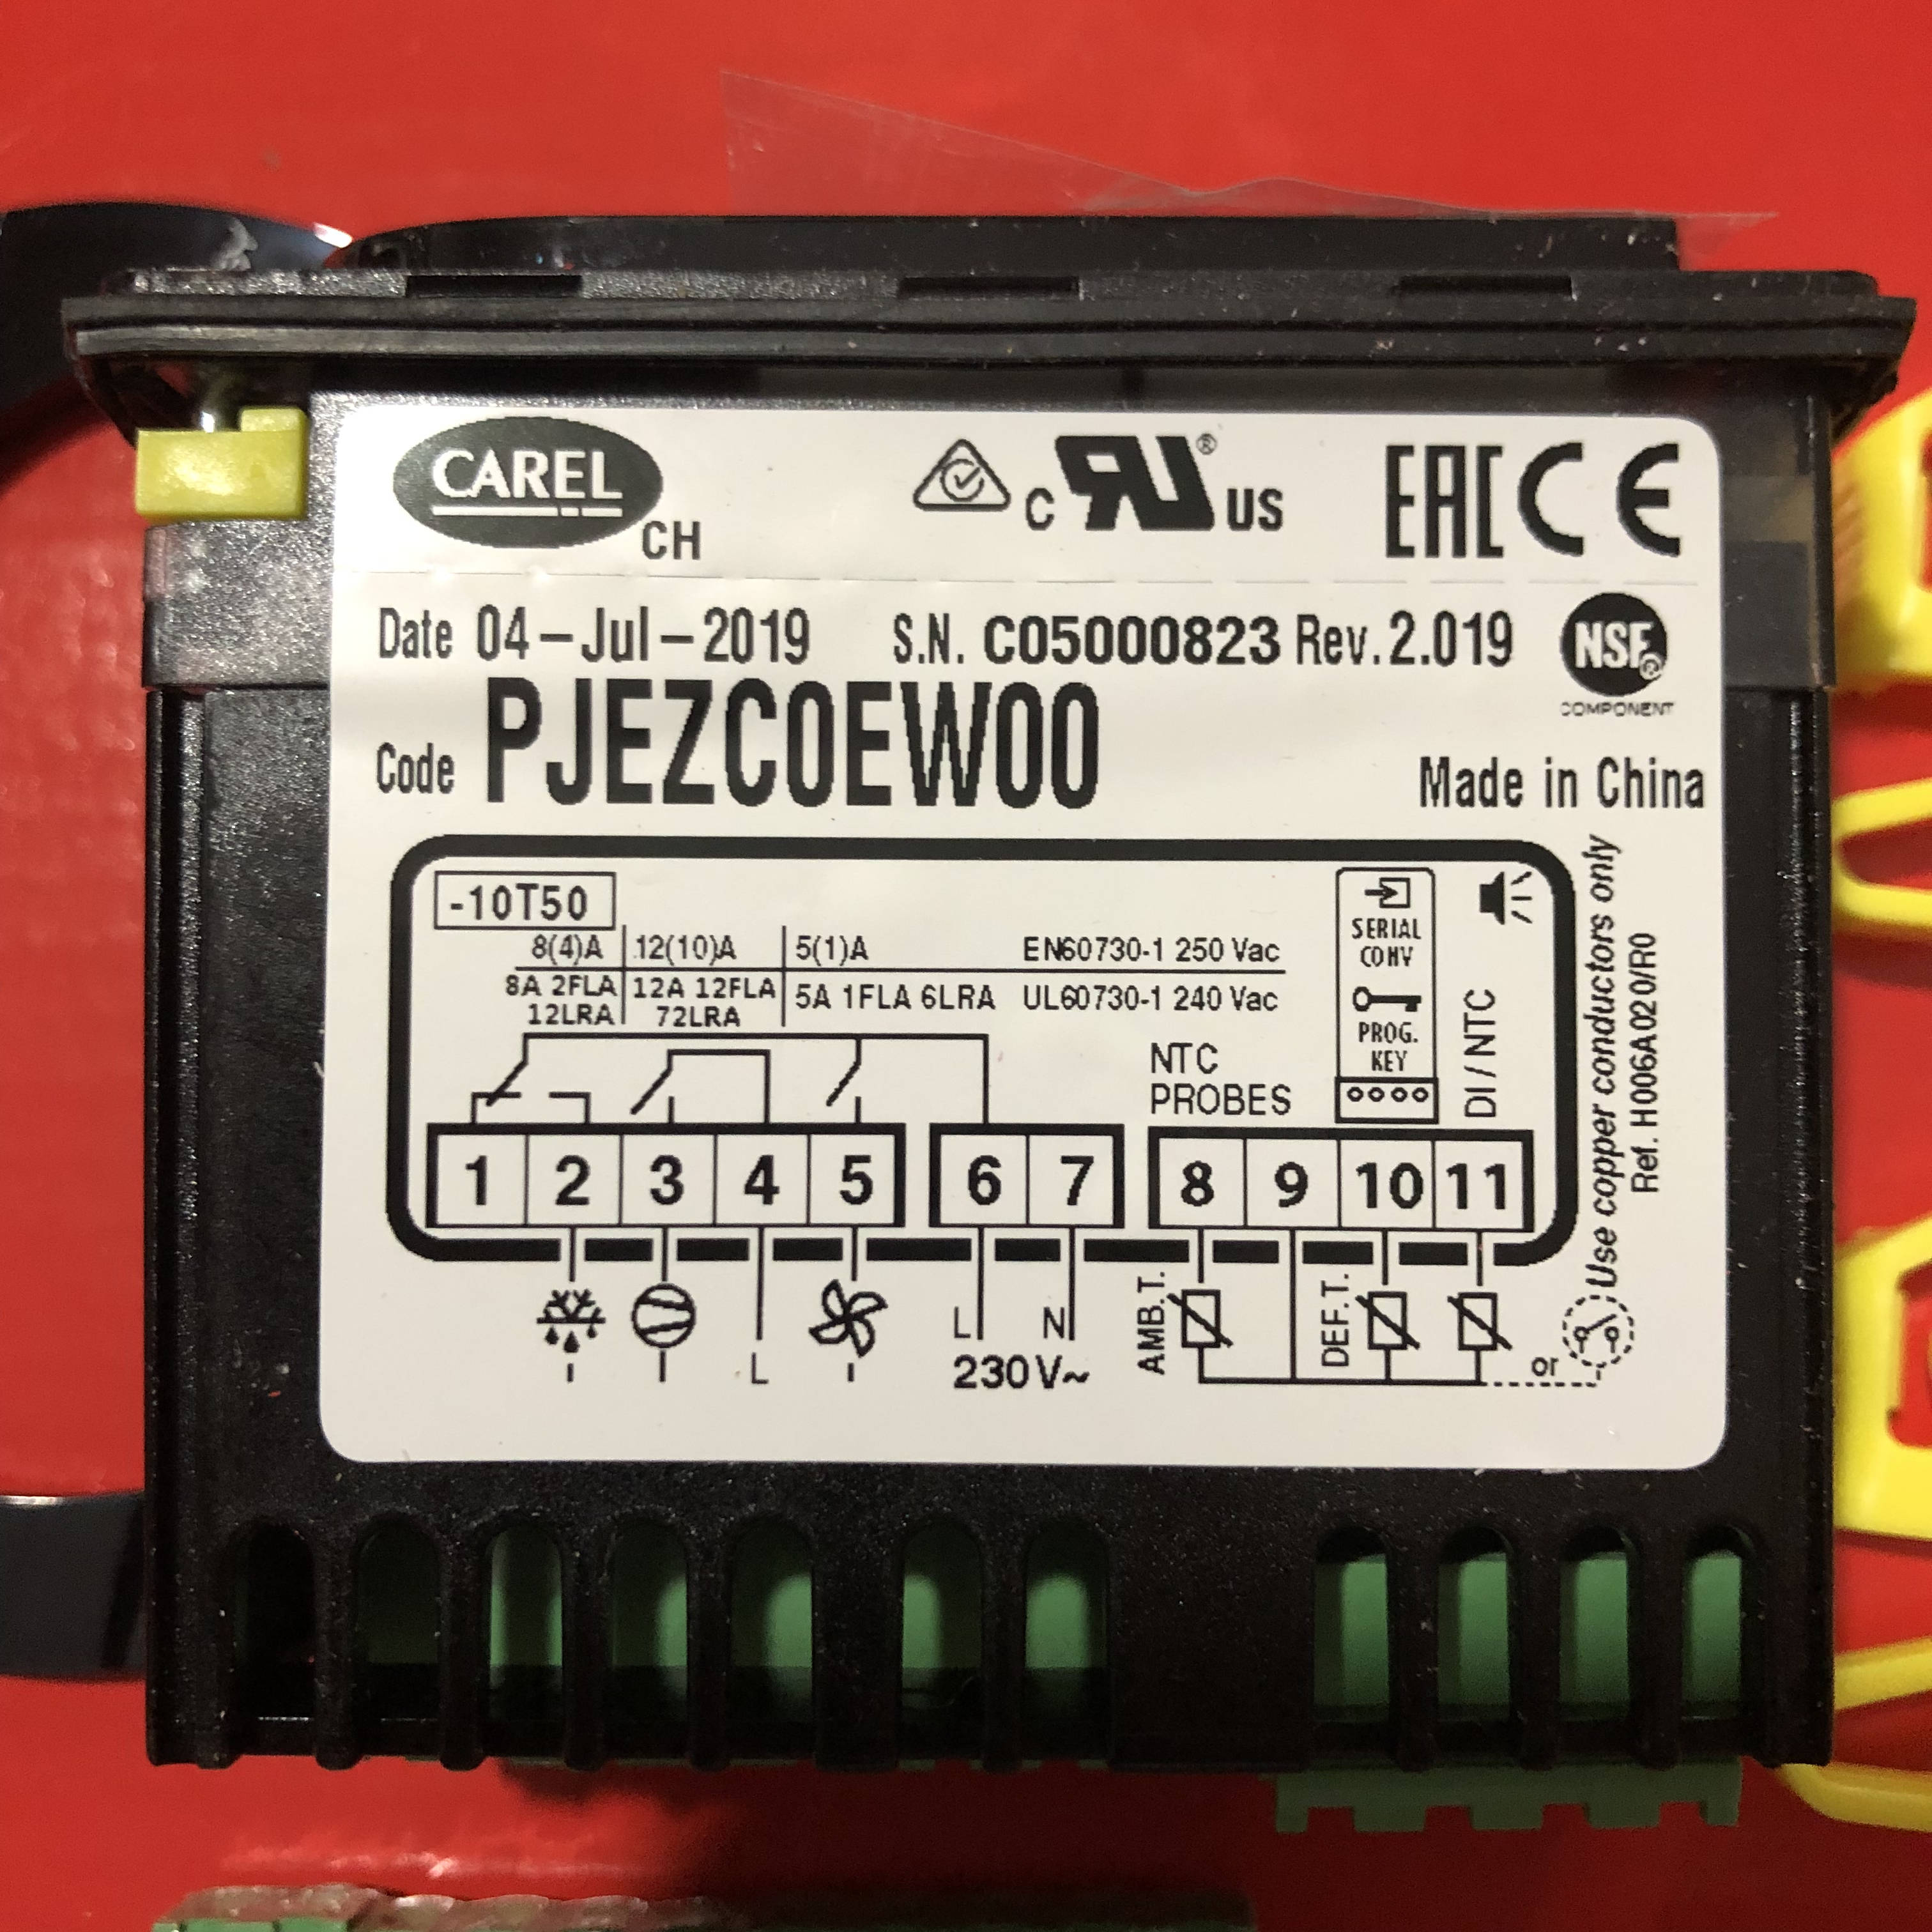 CAREL
CH
c RU ® US
EAC CE
Date 04-Jul-2019 S.N. C05000823 Rev.2.019
NSF®
COMPONENT
Code PJEZC0EW00
Made in China
-10T50
8(4)A 12(10)A 5(1)A EN60730-1 250 Vac
8A 2FLA 12A 12FLA 5A 1FLA 6LRA UL60730-1 240 Vac
12LRA 72LRA
SERIAL
CONV
PROG.
KEY
NTC
PROBES
DI/NTC
1 2 3 4 5 6 7 8 9 10 11
L
L N
230V~
AMB.T.
DEF.T.
or
Use copper conductors only
Ref. H006A020/R0